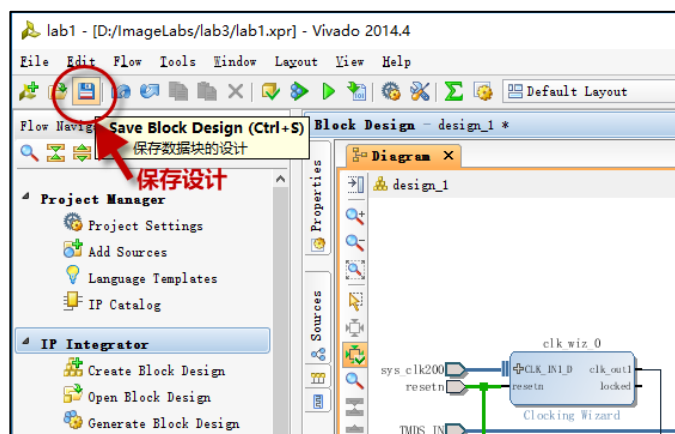 lab1 - [D:/ImageLabs/lab3/lab1.xpr] - Vivado 2014.4
File Edit Flow Tools Window Layout View Help
Default Layout
Flow Navig
Save Block Design (Ctrl+S)
保存数据块的设计
保存设计
Project Manager
Project Settings
Add Sources
Language Templates
IP Catalog
IP Integrator
Create Block Design
Open Block Design
Generate Block Design
Block Design - design_1 *
Properties
Sources
Diagram
design_1
clk_wiz_0
sys_clk200
resetn
CLK_IN1_D
clk_out1
resetn
locked
Clocking Wizard
TMDS_IN